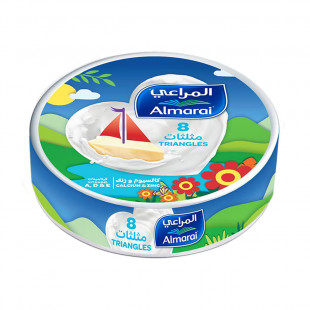 المراعي
Almarai
8
مثلثات
TRIANGLES
كالسيوم و زنك
CALCIUM & ZINC
A, D & E
المراعي
Almarai
8
مثلثات
TRIANGLES